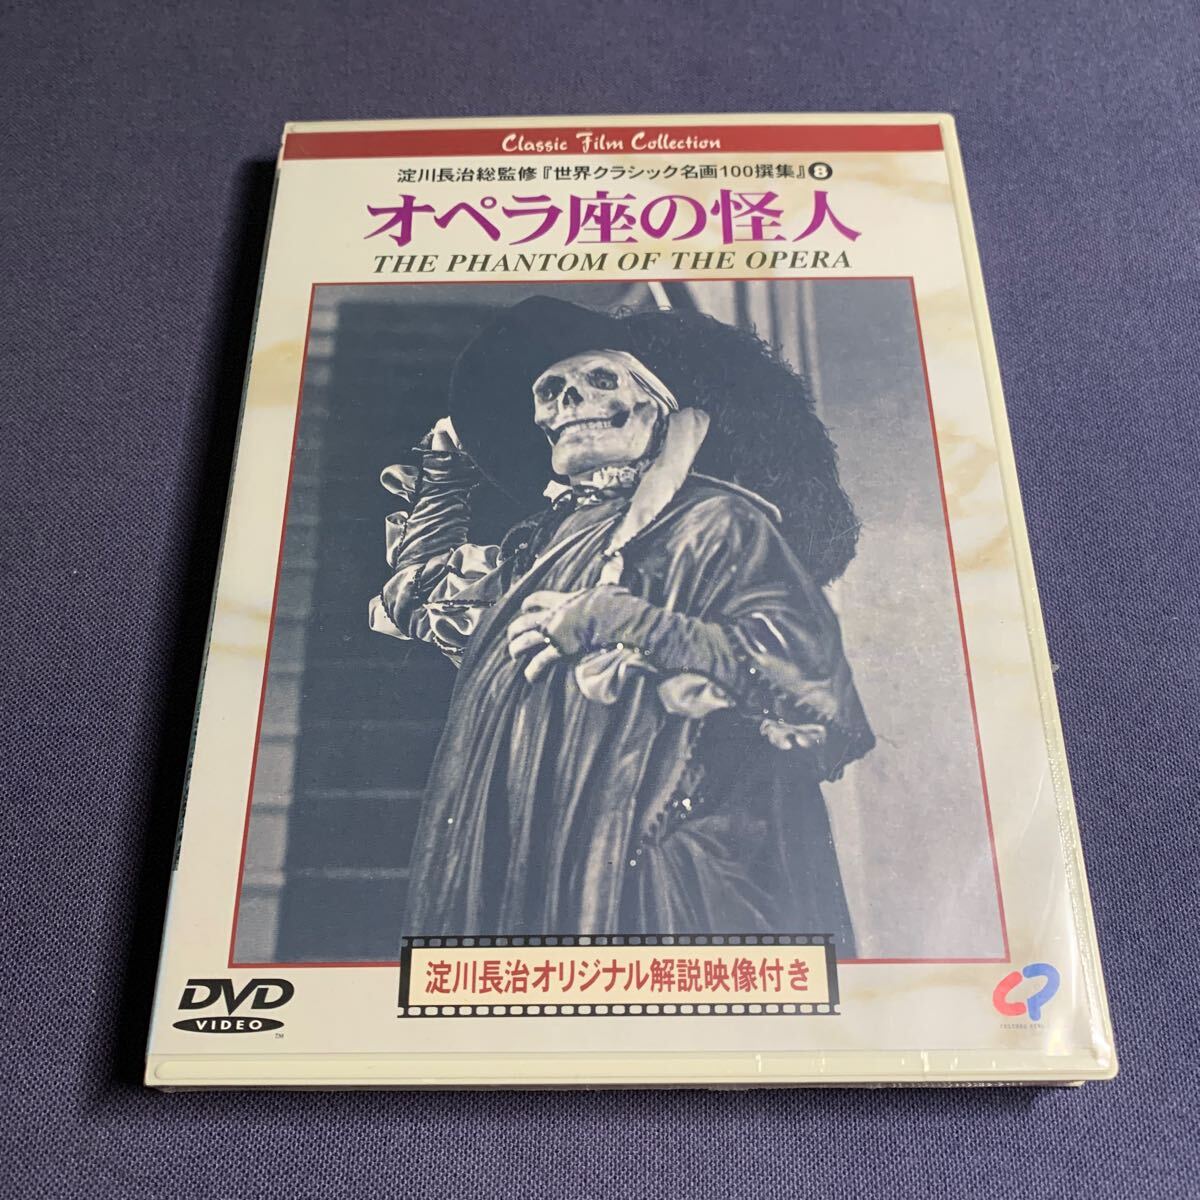 Classic Film Collection
淀川長治総監修『世界クラシック名画100撰集』8
オペラ座の怪人
THE PHANTOM OF THE OPERA
淀川長治オリジナル解説映像付き
DVD
VIDEO
TM
CP